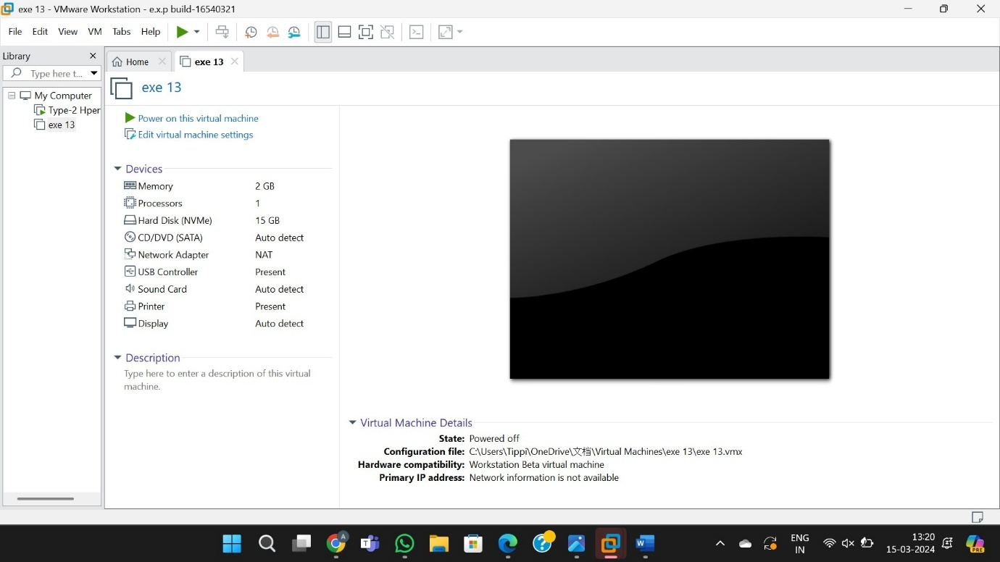 exe 13 - VMware Workstation - e.x.p build-16540321
File Edit View VM Tabs Help
Library
Type here t...
My Computer
Type-2 Hper
exe 13
Home
exe 13
exe 13
Power on this virtual machine
Edit virtual machine settings
Devices
Memory 2 GB
Processors 1
Hard Disk (NVMe) 15 GB
CD/DVD (SATA) Auto detect
Network Adapter NAT
USB Controller Present
Sound Card Auto detect
Printer Present
Display Auto detect
Description
Type here to enter a description of this virtual
machine.
Virtual Machine Details
State: Powered off
Configuration file: C:\Users\Tippi\OneDrive\文档\Virtual Machines\exe 13\exe 13.vmx
Hardware compatibility: Workstation Beta virtual machine
Primary IP address: Network information is not available
ENG
IN
13:20
15-03-2024
A
W
PRE